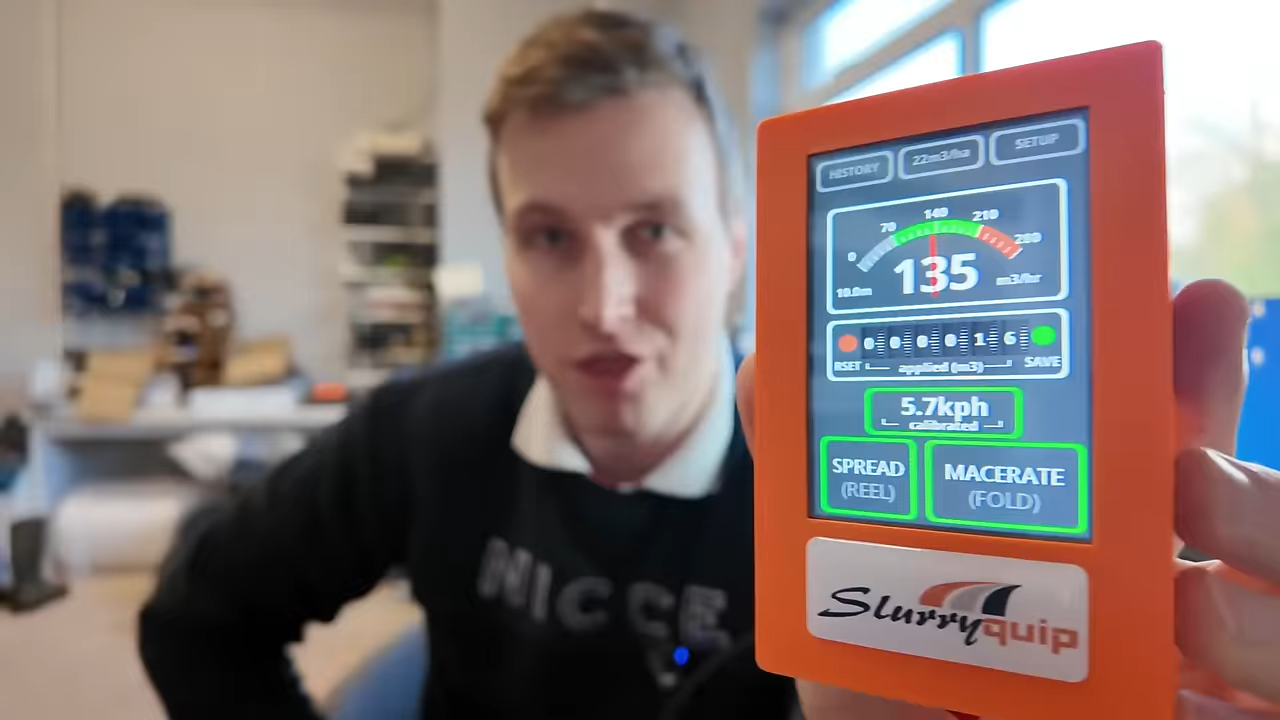 HISTORY
22m3/ha
SETUP
0 70 140 210 280
135
10.0m
m3/hr
0 0 0 0 1 6
RSET
applied (m3)
SAVE
5.7kph
calibrated
SPREAD
(REEL)
MACERATE
(FOLD)
Slurryquip
NICCE